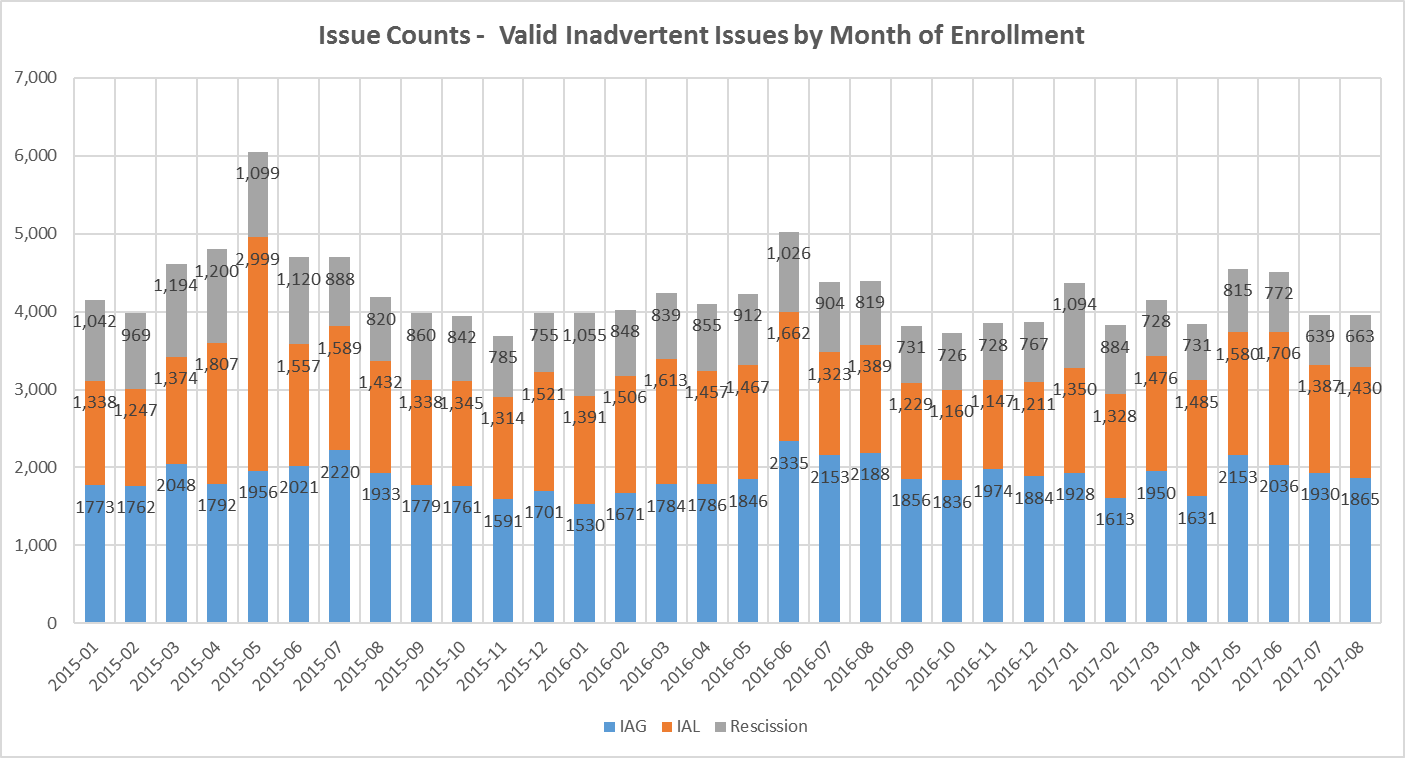 Issue Counts -  Valid Inadvertent Issues by Month of Enrollment
7,000
6,000
5,000
4,000
3,000
2,000
1,000
0
1,042 969 1,194 1,200 1,099 1,120 888 820 860 842 785 755 1,055 848 839 855 912 1,026 904 819 731 726 728 767 1,094 884 728 731 815 772 639 663
1,338 1,247 1,374 1,807 2,999 1,557 1,589 1,432 1,338 1,345 1,314 1,521 1,391 1,506 1,613 1,457 1,467 1,662 1,323 1,389 1,229 1,160 1,147 1,211 1,350 1,328 1,476 1,485 1,580 1,706 1,387 1,430
1773 1762 2048 1792 1956 2021 2220 1933 1779 1761 1591 1701 1530 1671 1784 1786 1846 2335 2153 2188 1856 1836 1974 1884 1928 1613 1950 1631 2153 2036 1930 1865
2015-01 2015-02 2015-03 2015-04 2015-05 2015-06 2015-07 2015-08 2015-09 2015-10 2015-11 2015-12 2016-01 2016-02 2016-03 2016-04 2016-05 2016-06 2016-07 2016-08 2016-09 2016-10 2016-11 2016-12 2017-01 2017-02 2017-03 2017-04 2017-05 2017-06 2017-07 2017-08
IAG IAL Rescission